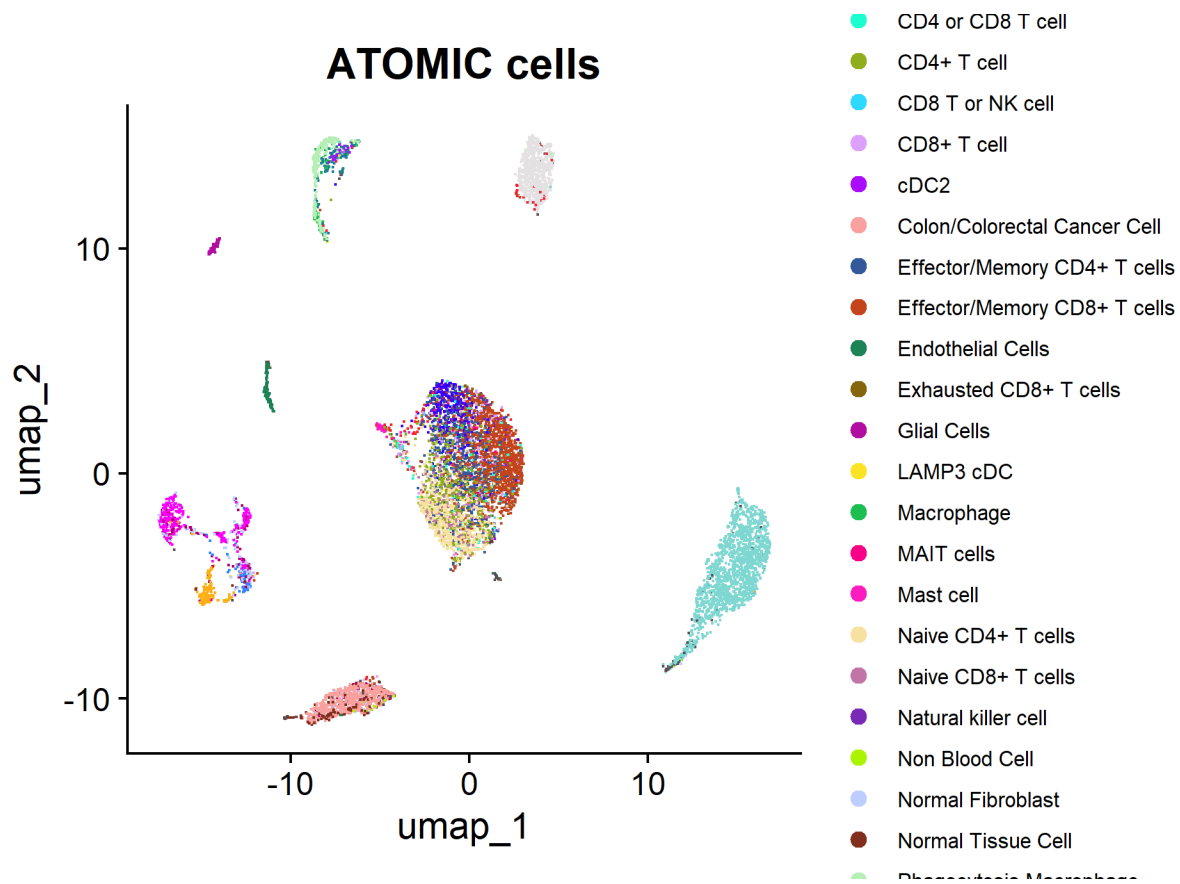 ATOMIC cells
10
0
-10
umap_2
-10
0
10
umap_1
CD4 or CD8 T cell
CD4+ T cell
CD8 T or NK cell
CD8+ T cell
cDC2
Colon/Colorectal Cancer Cell
Effector/Memory CD4+ T cells
Effector/Memory CD8+ T cells
Endothelial Cells
Exhausted CD8+ T cells
Glial Cells
LAMP3 cDC
Macrophage
MAIT cells
Mast cell
Naive CD4+ T cells
Naive CD8+ T cells
Natural killer cell
Non Blood Cell
Normal Fibroblast
Normal Tissue Cell
Phagocytosis Macrophage